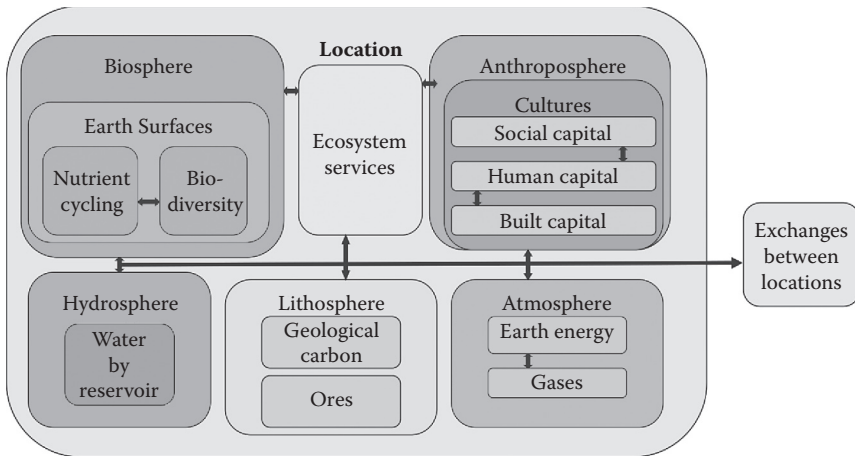 Location
Biosphere
Earth Surfaces
Nutrient
cycling
Bio-
diversity
Ecosystem
services
Anthroposphere
Cultures
Social capital
Human capital
Built capital
Exchanges
between
locations
Hydrosphere
Water
by
reservoir
Lithosphere
Geological
carbon
Ores
Atmosphere
Earth energy
Gases